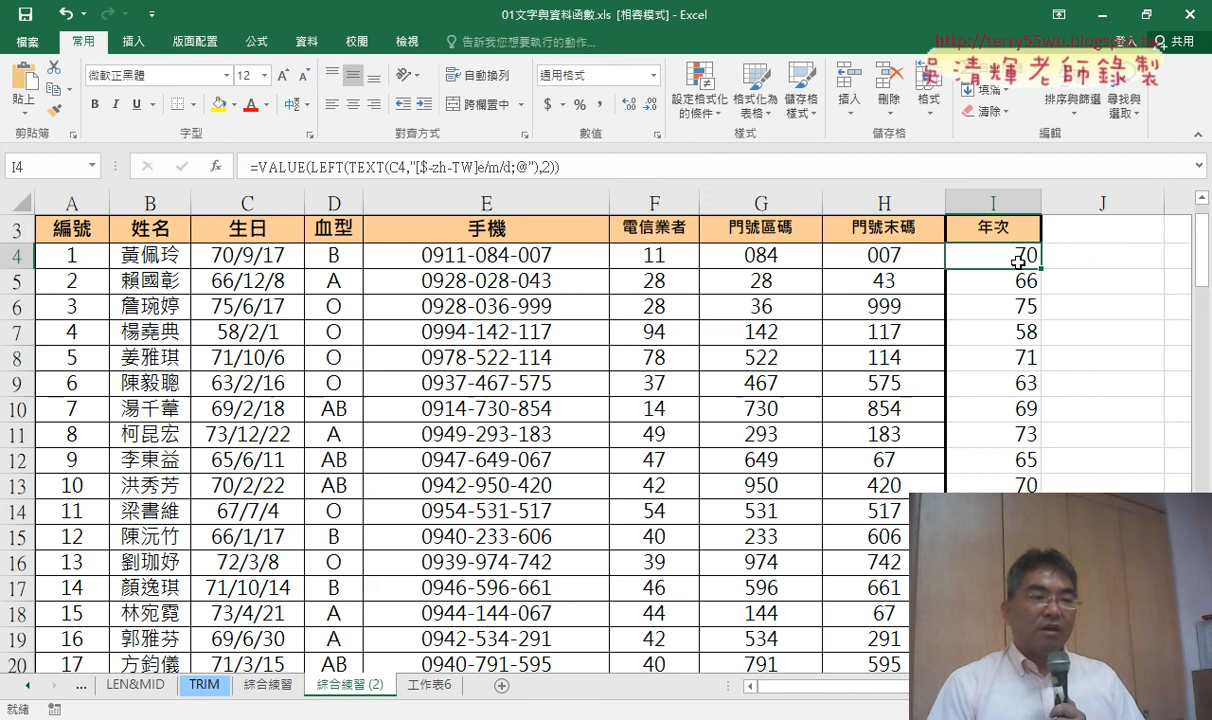 01文字與資料函數.xls [相容模式] - Excel
檔案 常用 插入 版面配置 公式 資料 校閱 檢視 告訴我您想要執行的動作... 登入 共用
http://terry55wu.blogspot.tw
吳清輝老師錄製
貼上 微軟正黑體 12 自動換列 通用格式 設定格式化的條件 格式化為表格 儲存格樣式 插入 刪除 格式 填滿 清除 排序與篩選 尋找與選取
B I U 跨欄置中 $ % ,
剪貼簿 字型 對齊方式 數值 樣式 儲存格 編輯
I4 fx =VALUE(LEFT(TEXT(C4,"[$-zh-TW]e/m/d;@"),2))
A B C D E F G H I J
3 編號 姓名 生日 血型 手機 電信業者 門號區碼 門號末碼 年次
4 1 黃佩玲 70/9/17 B 0911-084-007 11 084 007 70
5 2 賴國彰 66/12/8 A 0928-028-043 28 28 43 66
6 3 詹琬婷 75/6/17 O 0928-036-999 28 36 999 75
7 4 楊堯典 58/2/1 O 0994-142-117 94 142 117 58
8 5 姜雅琪 71/10/6 O 0978-522-114 78 522 114 71
9 6 陳毅聰 63/2/16 O 0937-467-575 37 467 575 63
10 7 湯千葦 69/2/18 AB 0914-730-854 14 730 854 69
11 8 柯昆宏 73/12/22 A 0949-293-183 49 293 183 73
12 9 李東益 65/6/11 AB 0947-649-067 47 649 67 65
13 10 洪秀芳 70/2/22 AB 0942-950-420 42 950 420 70
14 11 梁書維 67/7/4 O 0954-531-517 54 531 517
15 12 陳沅竹 66/1/17 B 0940-233-606 40 233 606
16 13 劉珈妤 72/3/8 O 0939-974-742 39 974 742
17 14 顏逸琪 71/10/14 B 0946-596-661 46 596 661
18 15 林宛霓 73/4/21 A 0944-144-067 44 144 67
19 16 郭雅芬 69/6/30 A 0942-534-291 42 534 291
20 17 方鈞儀 71/3/15 AB 0940-791-595 40 791 595
... LEN&MID TRIM 綜合練習 綜合練習 (2) 工作表6
就緒